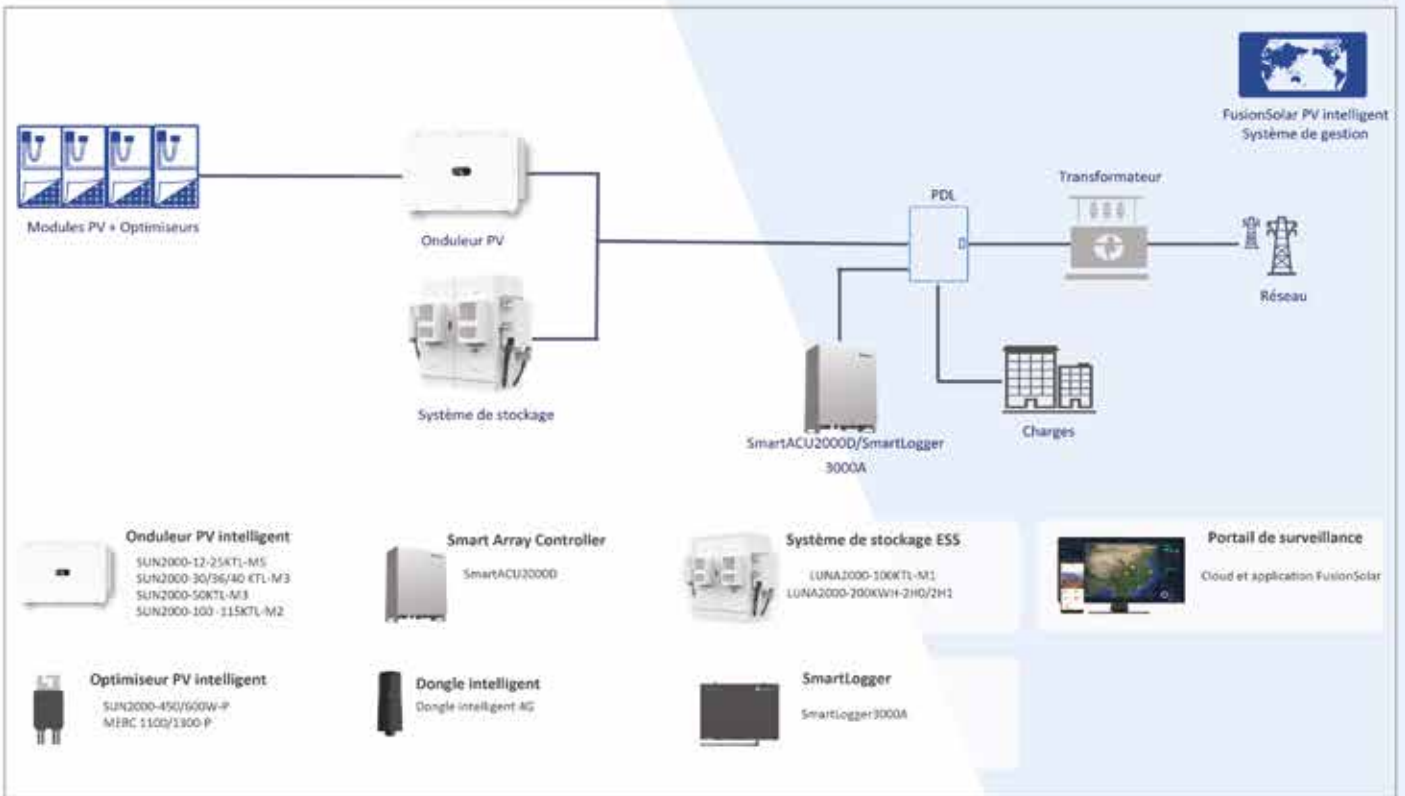 FusionSolar PV intelligent
Système de gestion
Transformateur
PDL
Modules PV + Optimiseurs
Onduleur PV
Réseau
Système de stockage
Charges
SmartACU2000D/SmartLogger
3000A
Onduleur PV intelligent
SUN2000-12-25KTL-M5
SUN2000-30/36/40 KTL-M3
SUN2000-50KTL-M3
SUN2000-100 -115KTL-M2
Smart Array Controller
SmartACU2000D
Système de stockage ESS
LUNA2000-100KTL-M1
LUNA2000-200KWH-2H0/2H1
Portail de surveillance
Cloud et application FusionSolar
Optimiseur PV intelligent
SUN2000-450/600W-P
MERC 1100/1300-P
Dongle intelligent
Dongle intelligent 4G
SmartLogger
SmartLogger3000A